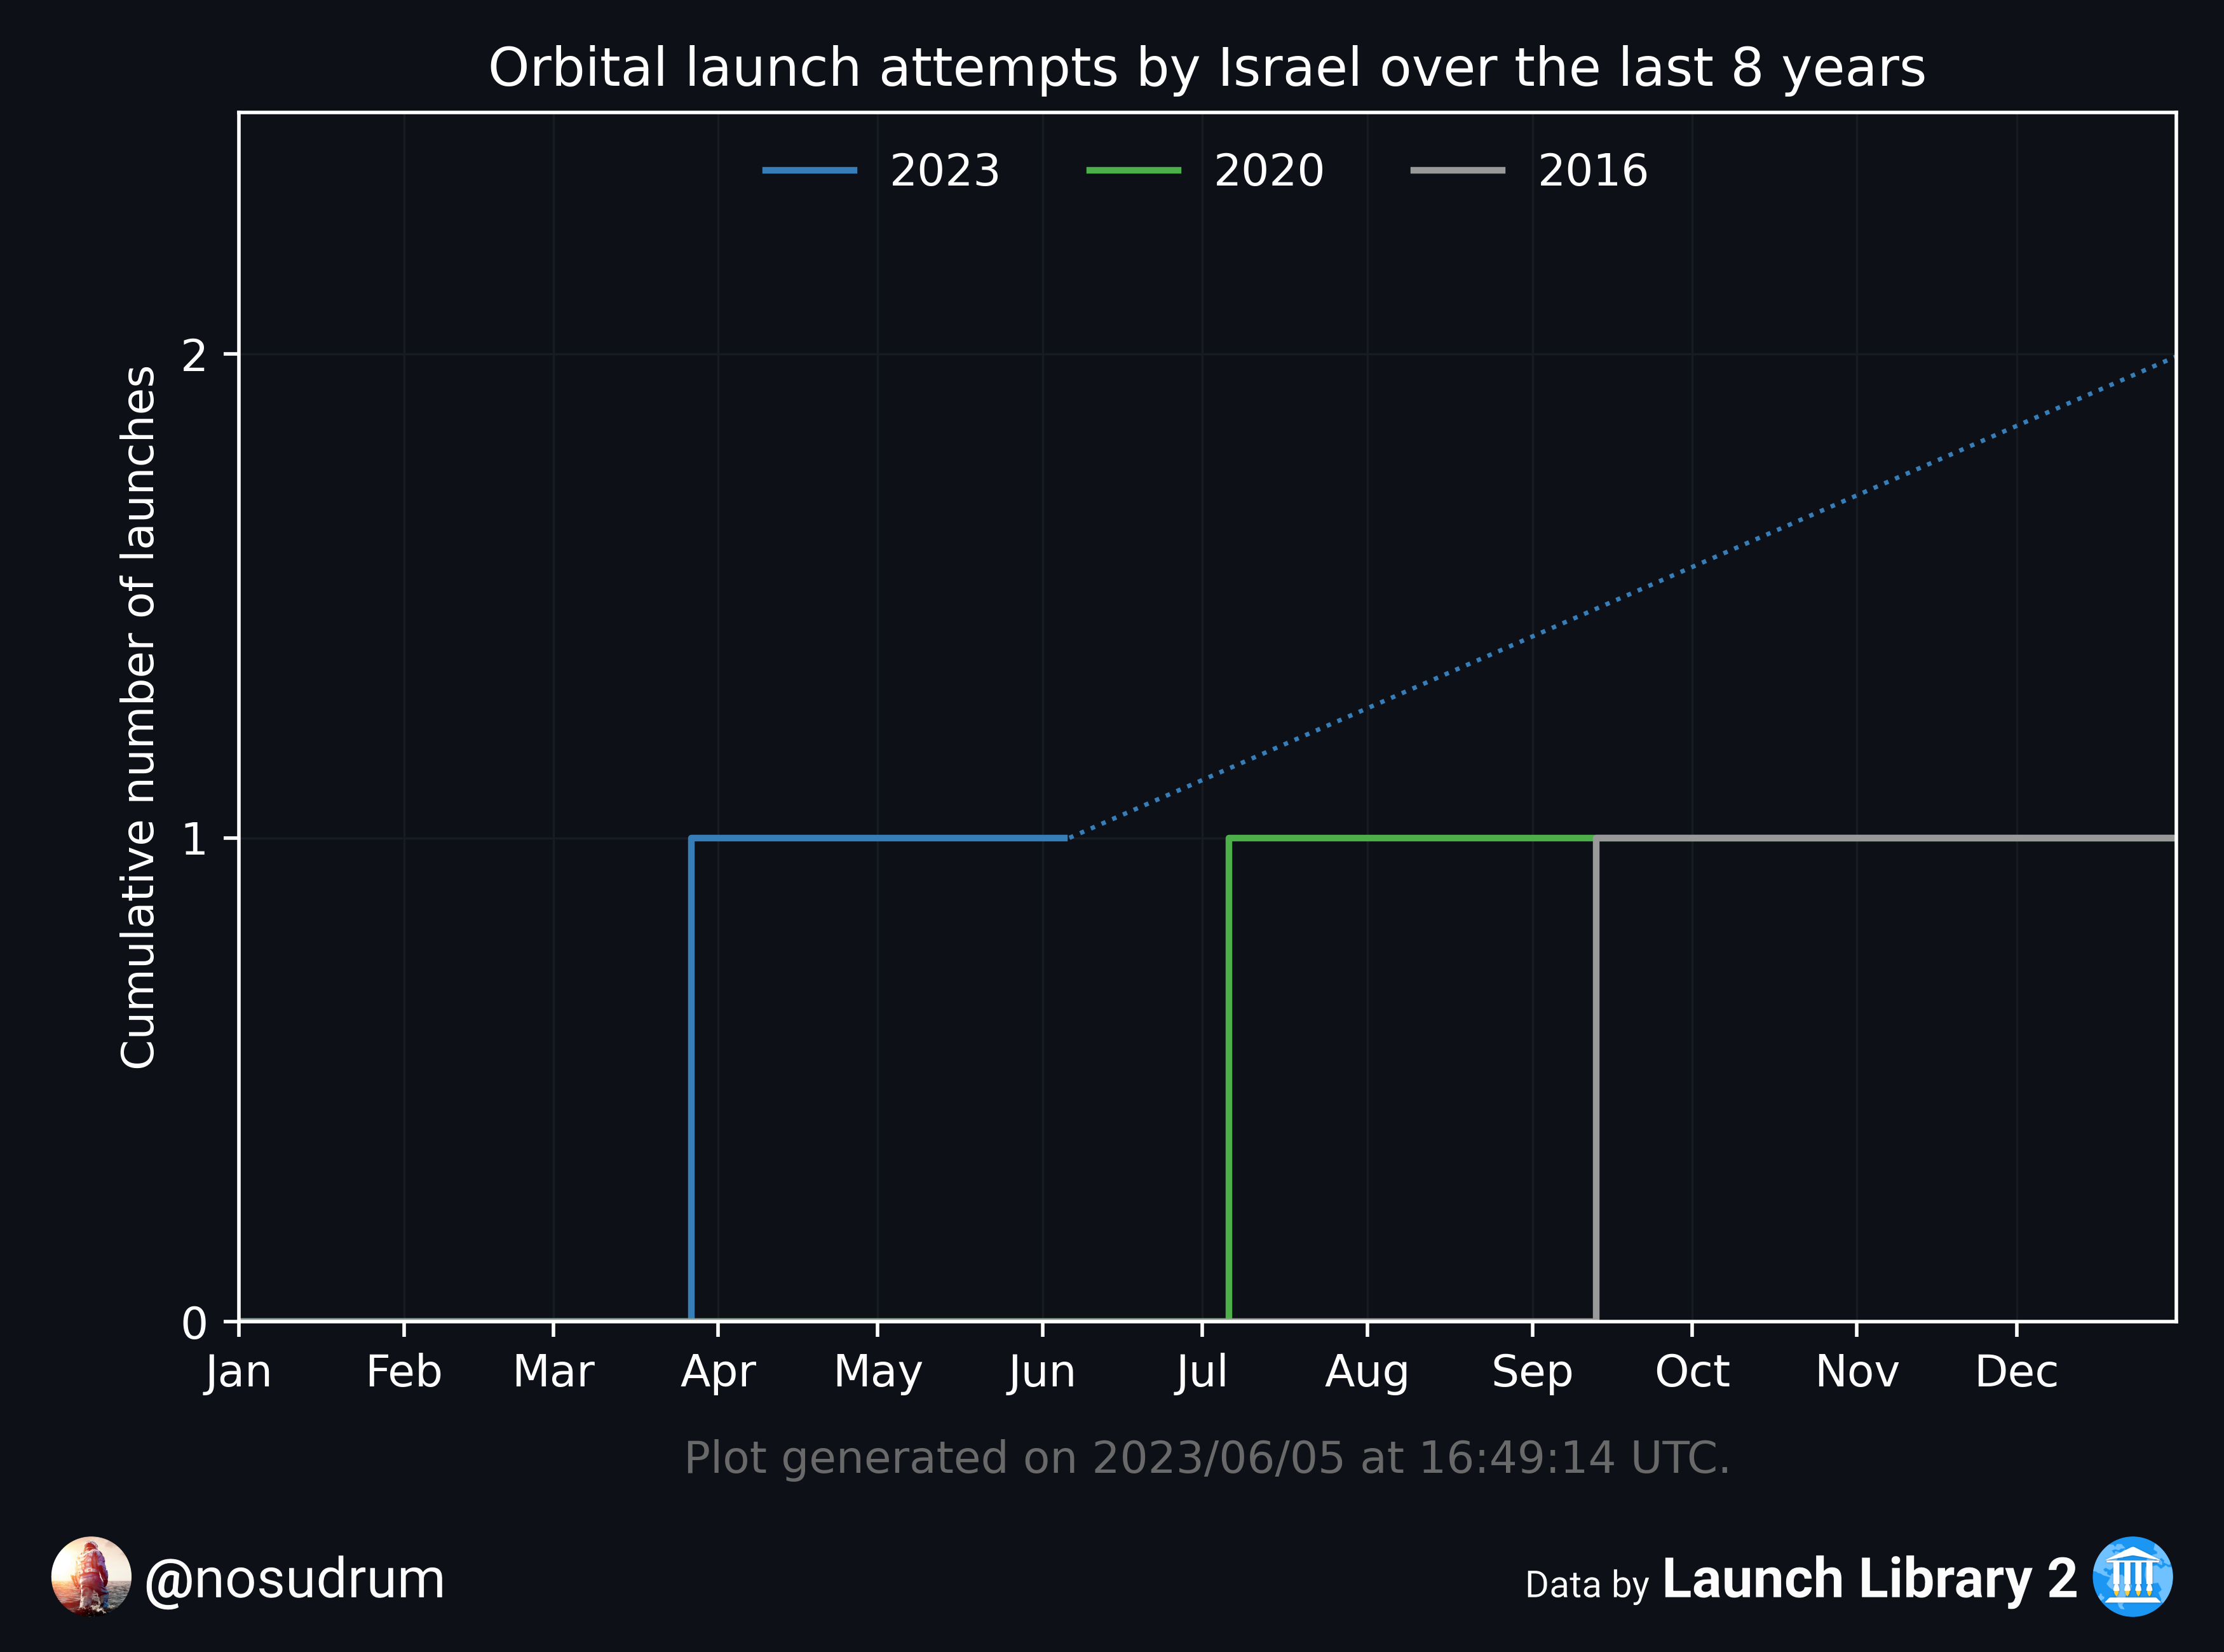 Orbital launch attempts by Israel over the last 8 years
2023 2020 2016
Cumulative number of launches
2
1
0
Jan Feb Mar Apr May Jun Jul Aug Sep Oct Nov Dec
Plot generated on 2023/06/05 at 16:49:14 UTC.
@nosudrum
Data by Launch Library 2